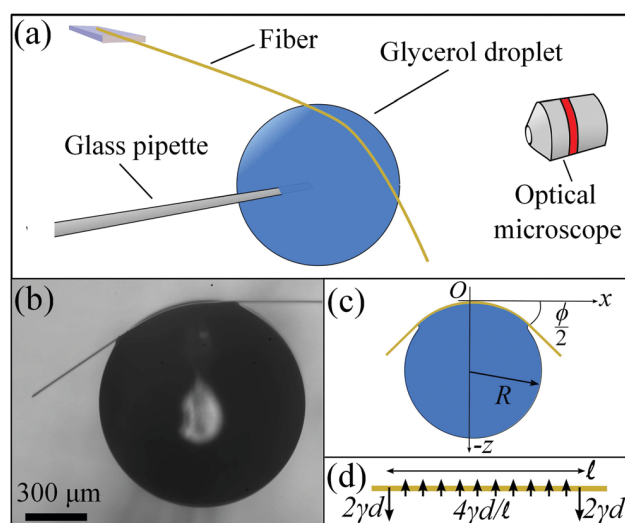 (a)
Fiber
Glycerol droplet
Glass pipette
Optical
microscope
(b)
300 μm
(c)
O
x
ϕ
2
R
-z
(d)
ℓ
2γd
4γd/ℓ
2γd